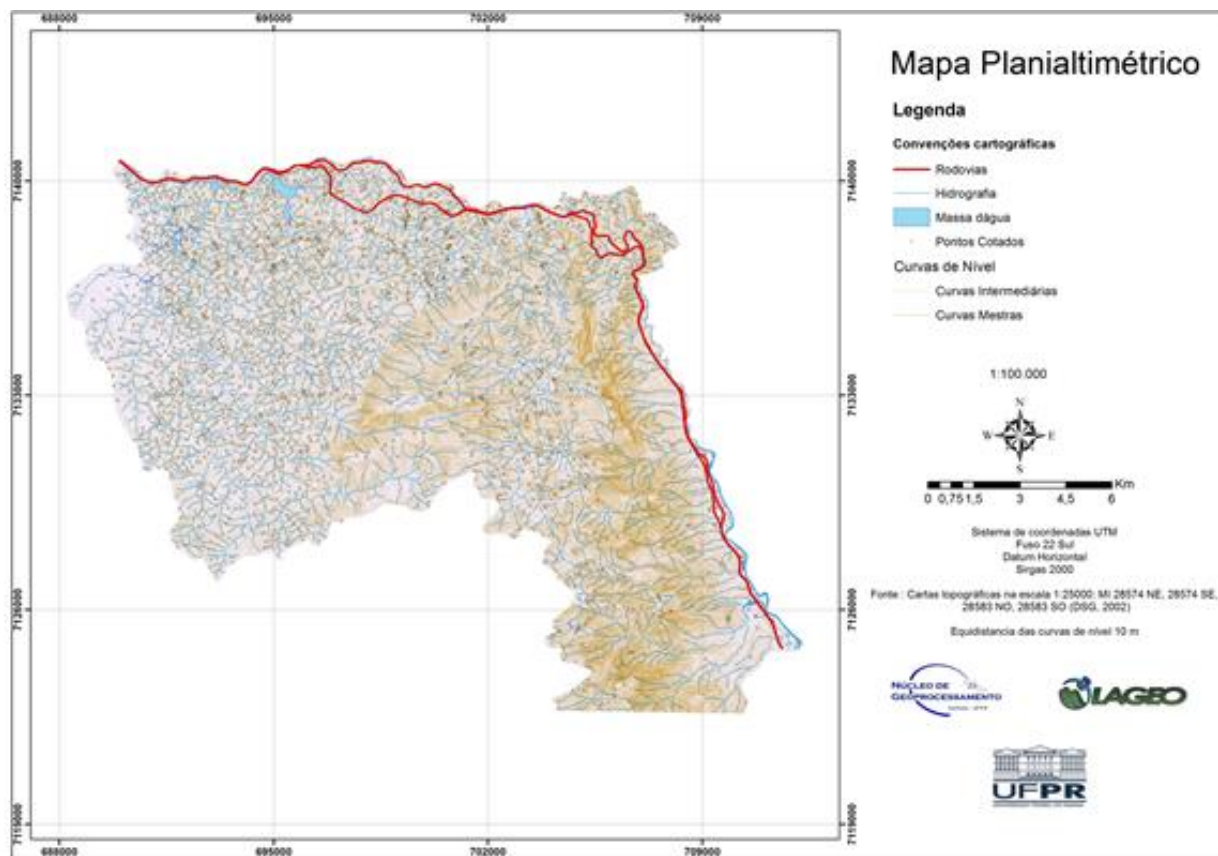 688000 695000 702000 709000
7140000 7140000
7133000 7133000
7126000 7126000
7119000 7119000
688000 695000 702000 709000
Mapa Planialtimétrico
Legenda
Convenções cartográficas
Rodovias
Hidrografia
Massa dágua
Pontos Cotados
Curvas de Nível
Curvas Intermediárias
Curvas Mestras
1:100.000
N
W E
S
Km
0 0,75 1,5 3 4,5 6
Sistema de coordenadas UTM
Fuso 22 Sul
Datum Horizontal
Sirgas 2000
Fonte : Cartas topográficas na escala 1:25000: MI 28574 NE, 28574 SE,
28583 NO, 28583 SO (DSG, 2002)
Equidistancia das curvas de nível 10 m
NÚCLEO DE
GEOPROCESSAMENTO
LAGEO
UFPR